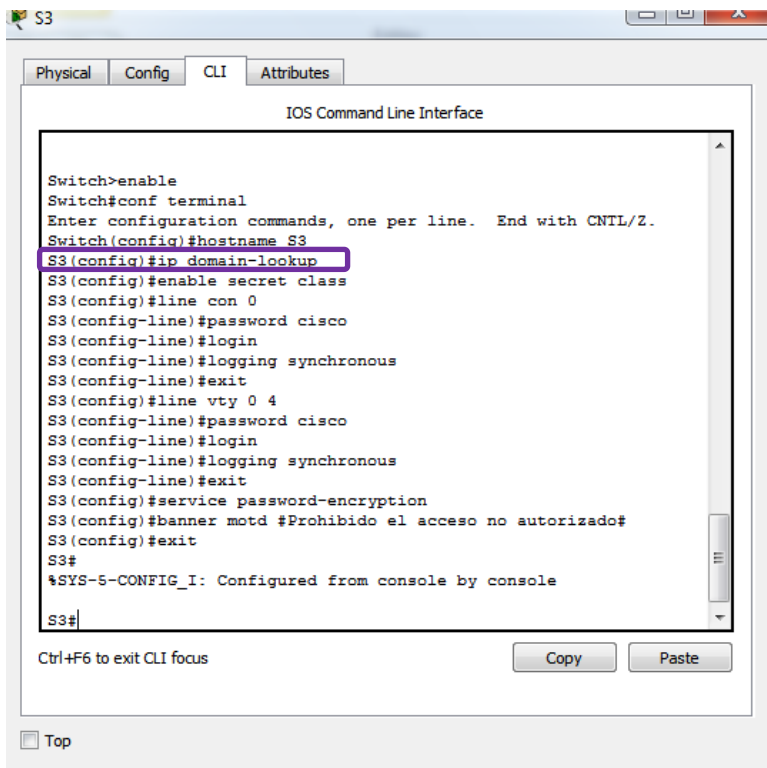 S3
Physical Config CLI Attributes
IOS Command Line Interface
Switch>enable
Switch#conf terminal
Enter configuration commands, one per line.  End with CNTL/Z.
Switch(config)#hostname S3
S3(config)#ip domain-lookup
S3(config)#enable secret class
S3(config)#line con 0
S3(config-line)#password cisco
S3(config-line)#login
S3(config-line)#logging synchronous
S3(config-line)#exit
S3(config)#line vty 0 4
S3(config-line)#password cisco
S3(config-line)#login
S3(config-line)#logging synchronous
S3(config-line)#exit
S3(config)#service password-encryption
S3(config)#banner motd #Prohibido el acceso no autorizado#
S3(config)#exit
S3#
%SYS-5-CONFIG_I: Configured from console by console
S3#
Ctrl+F6 to exit CLI focus
Copy Paste
Top